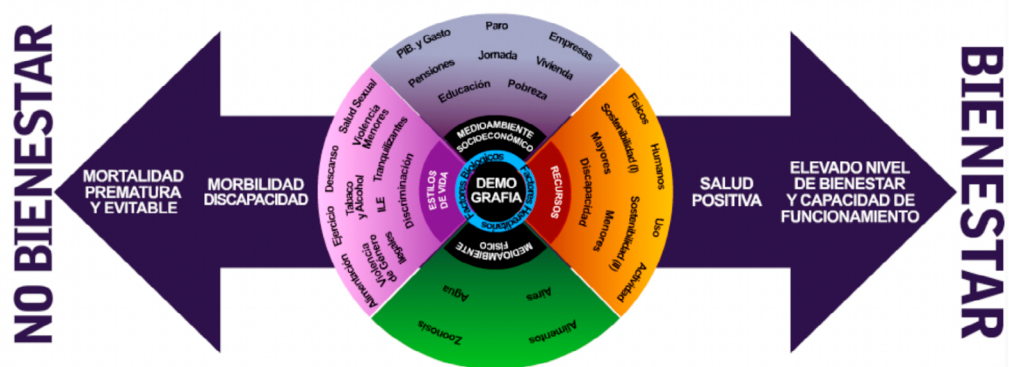 NO BIENESTAR
MORTALIDAD
PREMATURA
Y EVITABLE
MORBILIDAD
DISCAPACIDAD
PIB. y Gasto
Paro
Empresas
Pensiones
Jornada
Vivienda
Educación
Pobreza
MEDIOAMBIENTE
SOCIOECONÓMICO
Salud Sexual/
Violencia
Menores
Tranquilizantes
Descanso
Tabaco
y Alcohol
ILE
Discriminación
Ejercicio
Violencia
de Género
Ilegales
Alimentación
ESTILOS
DE VIDA
Factores Biológicos
Factores Hereditarios
DEMO
GRAFIA
RECURSOS
Físicos
Sostenibilidad (I)
Mayores
Humanos
Discapacidad
Uso
Sostenibilidad (II)
Menores
Actividad
MEDIOAMBIENTE
FÍSICO
Agua
Aires
Zoonosis
Alimentos
SALUD
POSITIVA
ELEVADO NIVEL
DE BIENESTAR
Y CAPACIDAD DE
FUNCIONAMIENTO
BIENESTAR